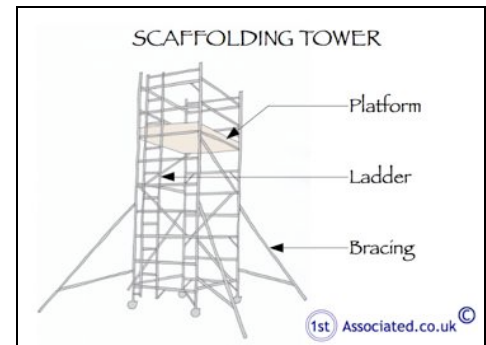 SCAFFOLDING TOWER
Platform
Ladder
Bracing
1st Associated.co.uk ©